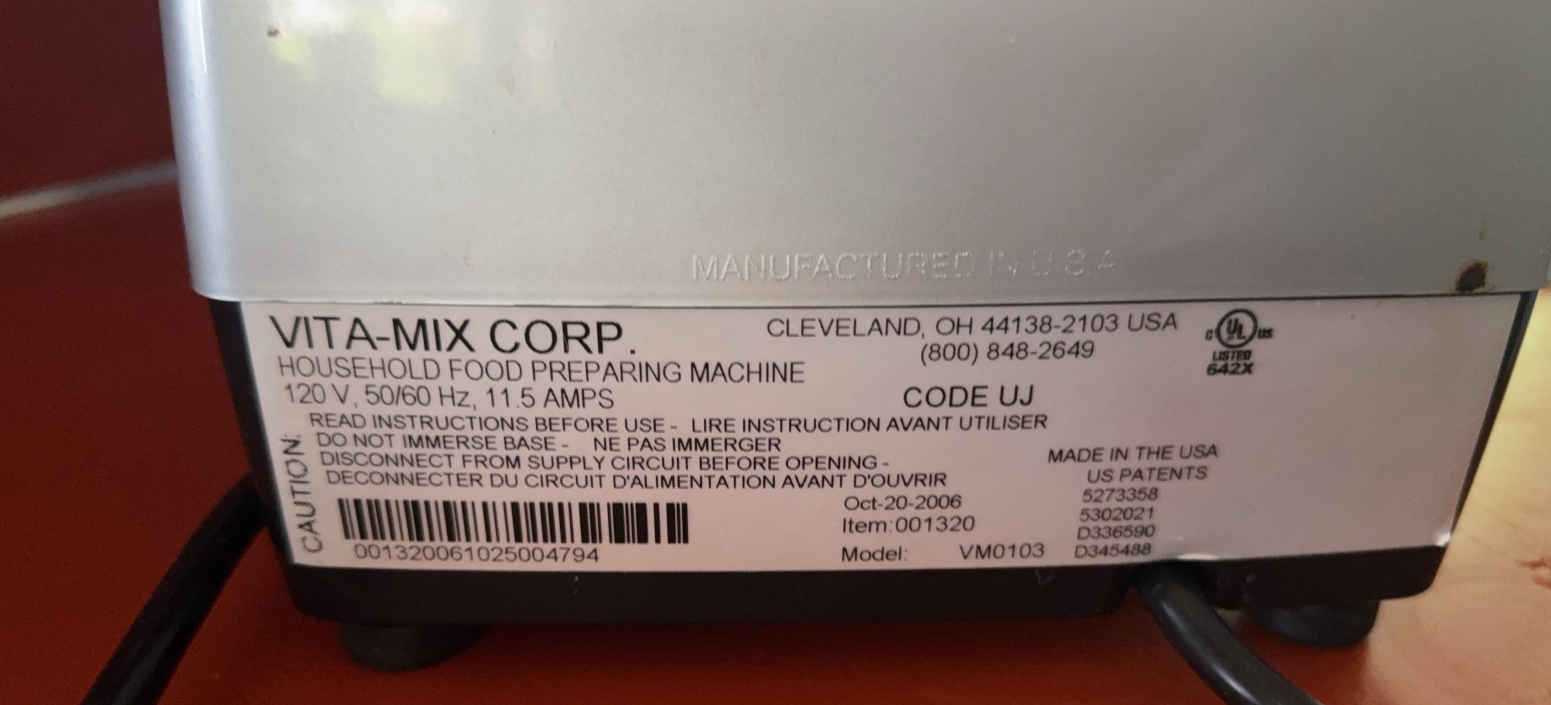 MANUFACTURED IN U.S.A
VITA-MIX CORP.
HOUSEHOLD FOOD PREPARING MACHINE
120 V, 50/60 Hz, 11.5 AMPS
CLEVELAND, OH 44138-2103 USA
(800) 848-2649
CODE UJ
C UL US
LISTED
642X
CAUTION:
READ INSTRUCTIONS BEFORE USE - LIRE INSTRUCTION AVANT UTILISER
DO NOT IMMERSE BASE - NE PAS IMMERGER
DISCONNECT FROM SUPPLY CIRCUIT BEFORE OPENING -
DECONNECTER DU CIRCUIT D'ALIMENTATION AVANT D'OUVRIR
001320061025004794
Oct-20-2006
Item:001320
Model: VM0103
MADE IN THE USA
US PATENTS
5273358
5302021
D336590
D345488